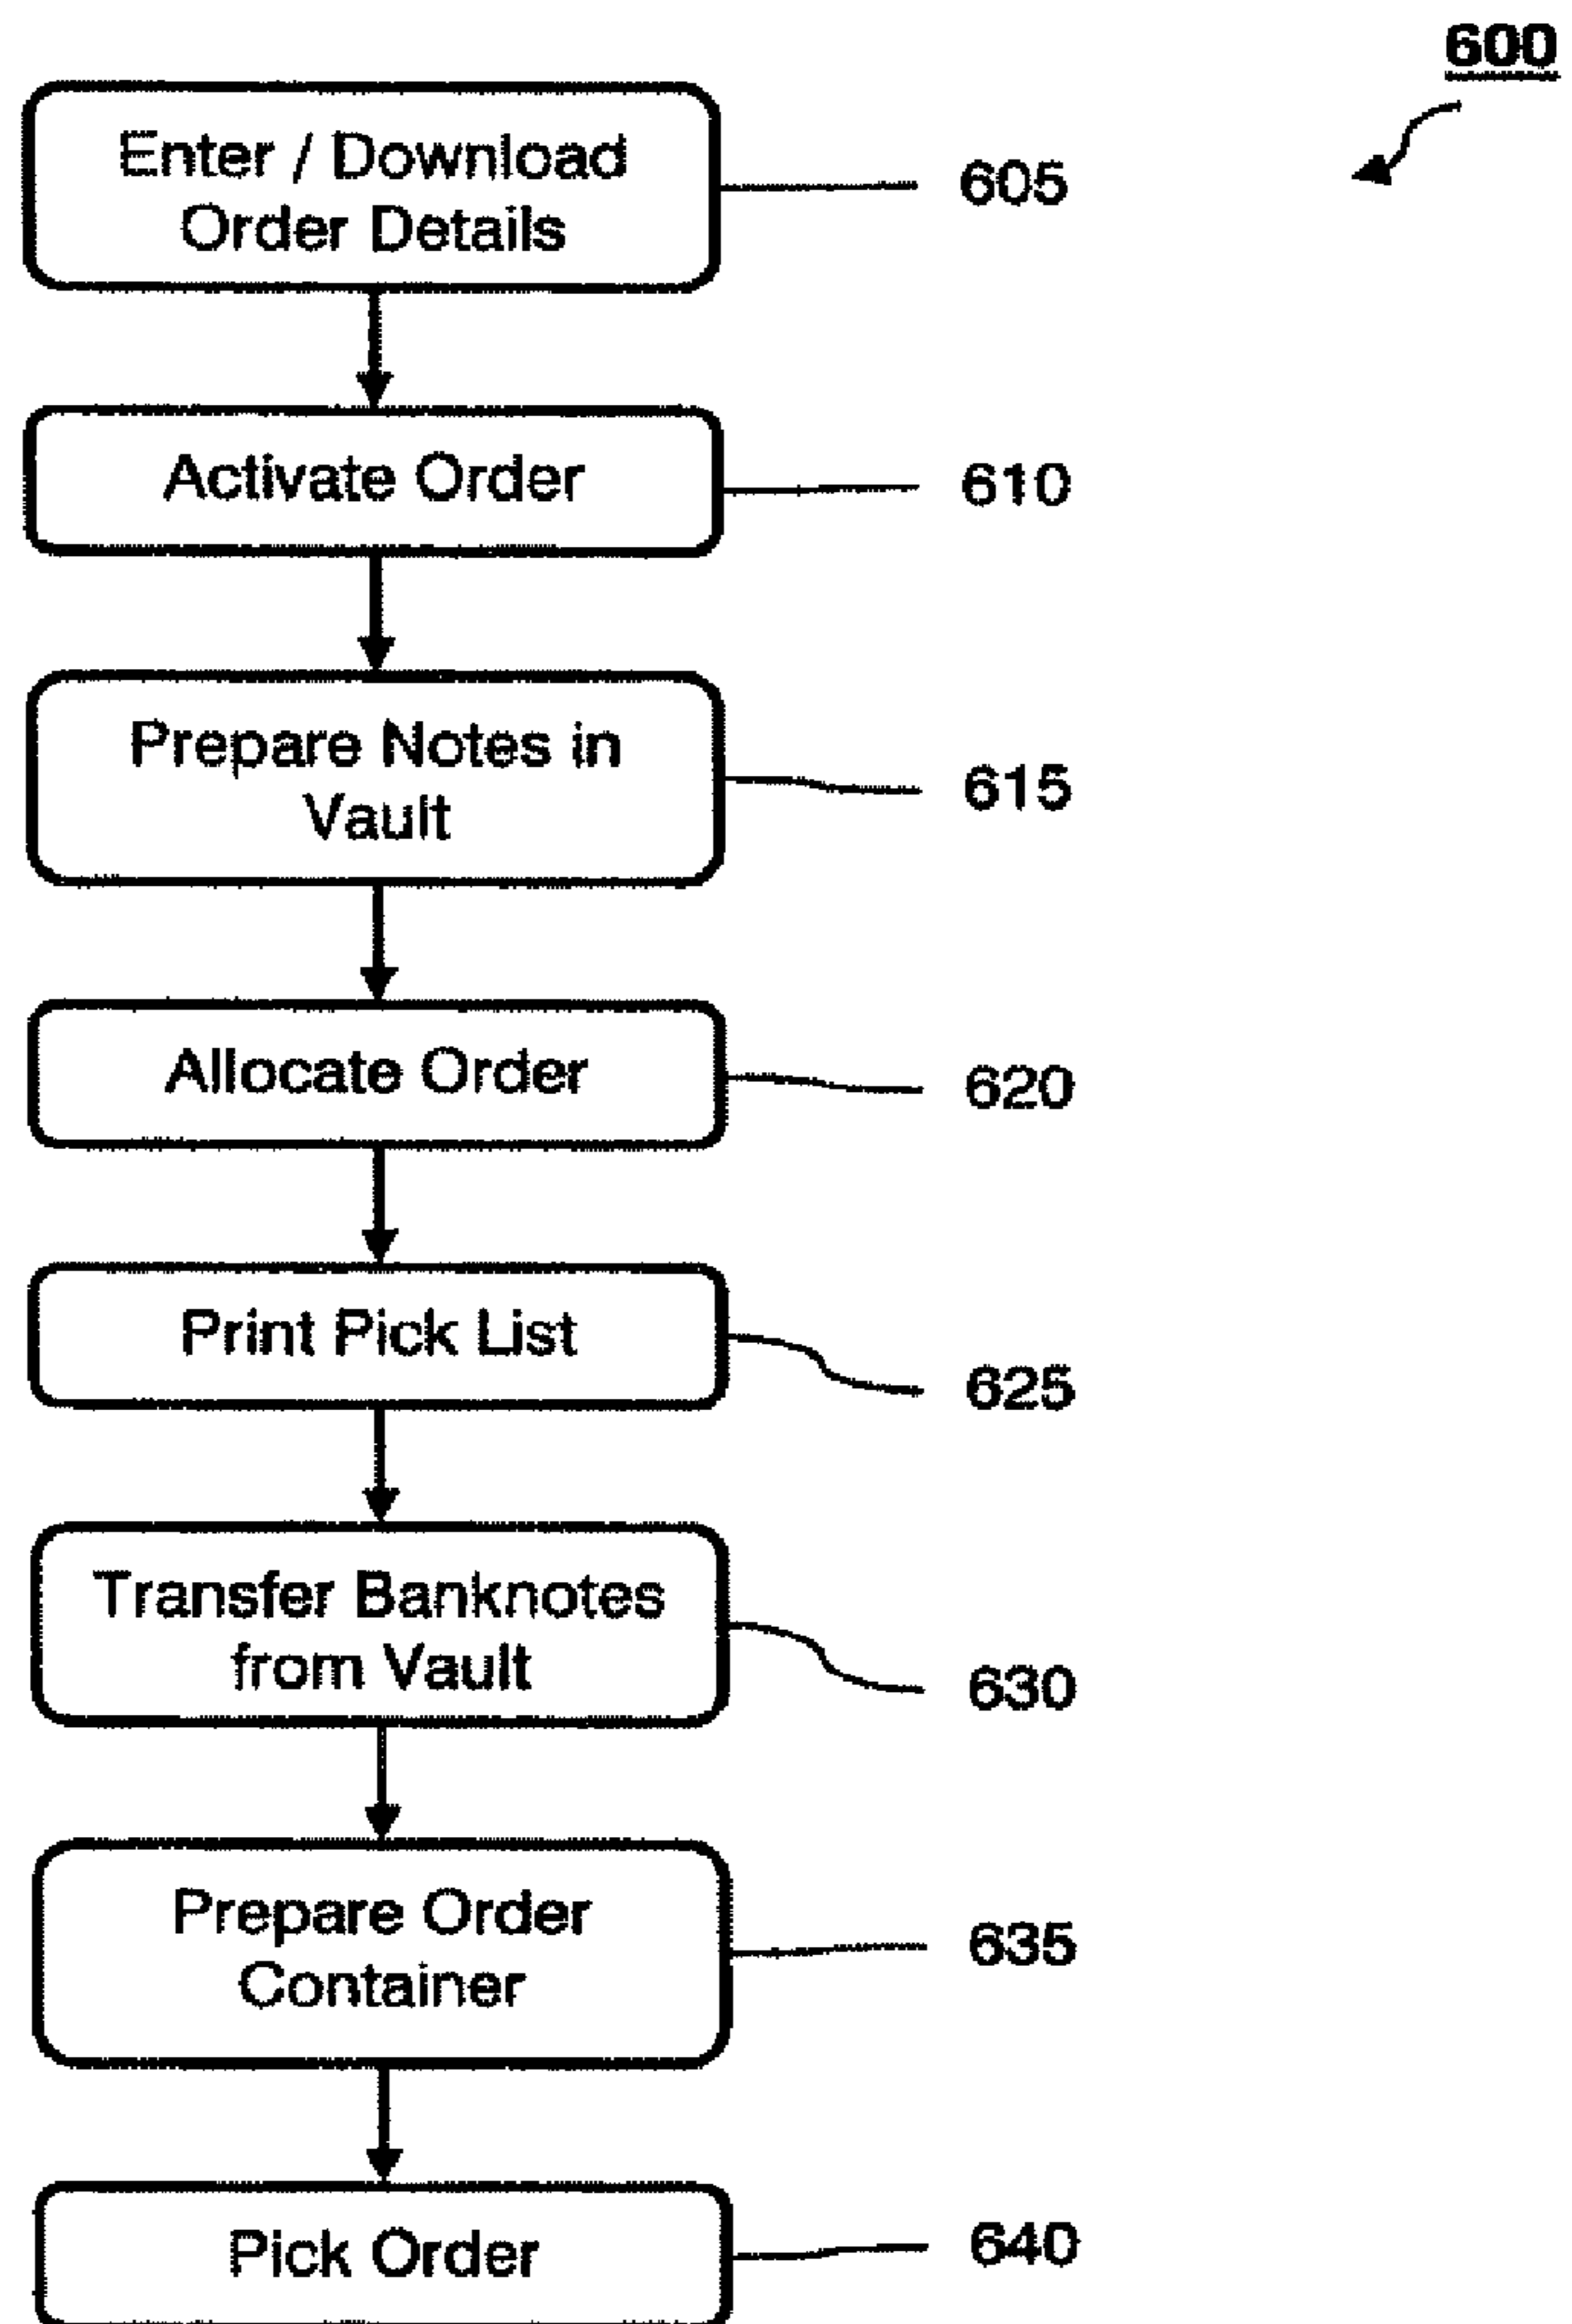 600
Enter / Download
Order Details
605
Activate Order
610
Prepare Notes in
Vault
615
Allocate Order
620
Print Pick List
625
Transfer Banknotes
from Vault
630
Prepare Order
Container
635
Pick Order
640